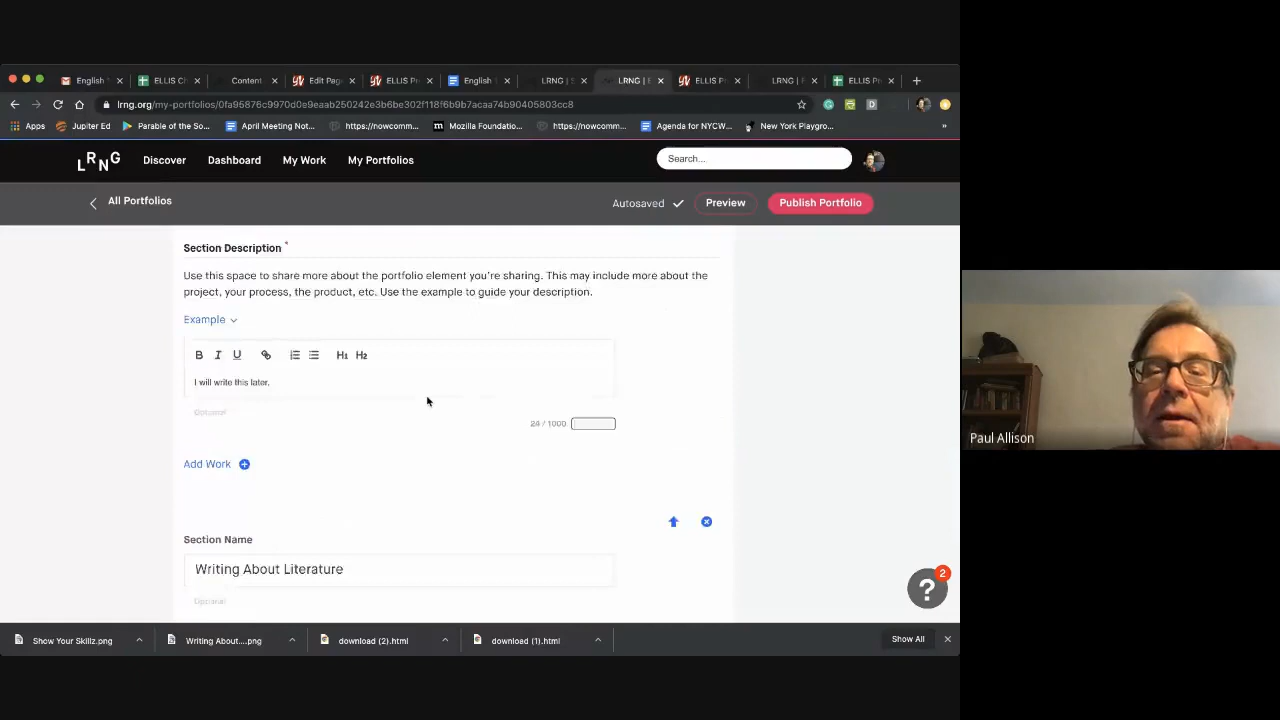 English
ELLIS Ch
Content
Edit Page
ELLIS Pr
English
LRNG | S
LRNG | E
ELLIS Pr
LRNG | F
ELLIS Po
lrng.org/my-portfolios/0fa95876c9970d0e9eaab250242e3b6be302f118f6b9b7acaa74b90405803cc8
Apps
Jupiter Ed
Parable of the So...
April Meeting Not...
https://nowcomm...
Mozilla Foundatio...
https://nowcomm...
Agenda for NYCW...
New York Playgro...
»
LRNG
Discover
Dashboard
My Work
My Portfolios
Search...
All Portfolios
Autosaved
Preview
Publish Portfolio
Section Description *
Use this space to share more about the portfolio element you're sharing. This may include more about the
project, your process, the product, etc. Use the example to guide your description.
Example
B I U H1 H2
I will write this later.
Optional
24 / 1000
Add Work
Section Name
Writing About Literature
Optional
?
2
Show Your Skillz.png
Writing About....png
download (2).html
download (1).html
Show All
Paul Allison